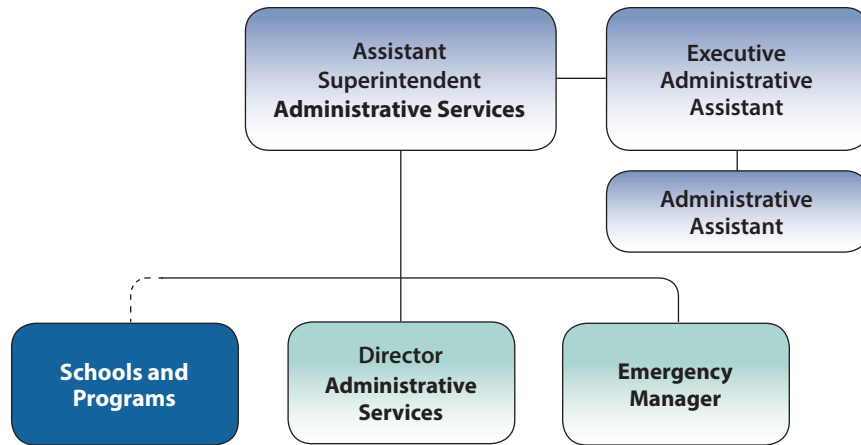 Assistant
Superintendent
Administrative Services
Executive
Administrative
Assistant
Administrative
Assistant
Schools and
Programs
Director
Administrative
Services
Emergency
Manager